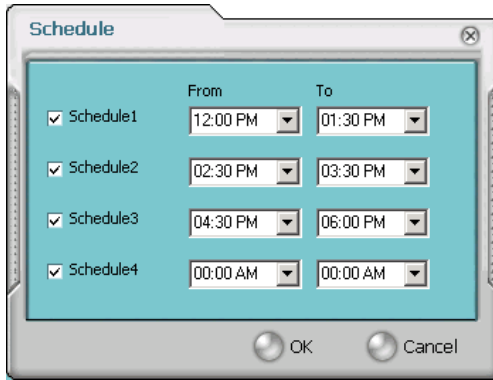 Schedule
From To
Schedule1 12:00 PM 01:30 PM
Schedule2 02:30 PM 03:30 PM
Schedule3 04:30 PM 06:00 PM
Schedule4 00:00 AM 00:00 AM
OK Cancel